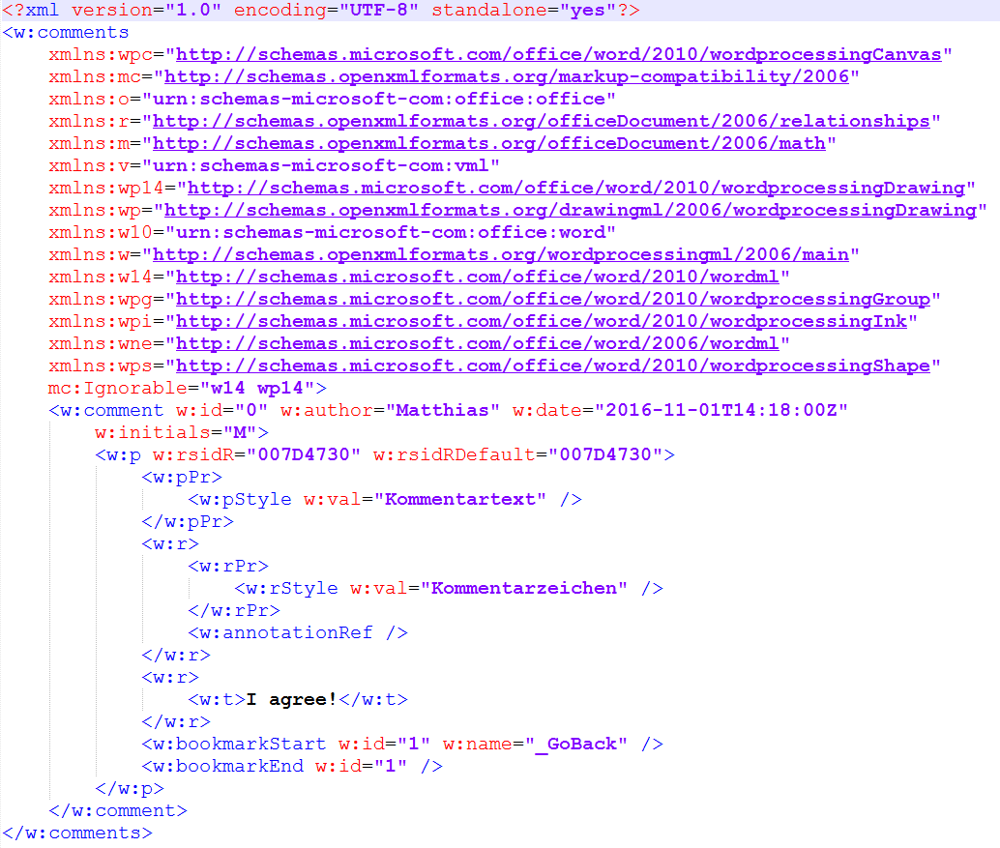 <?xml version="1.0" encoding="UTF-8" standalone="yes"?>
<w:comments
xmlns:wpc="http://schemas.microsoft.com/office/word/2010/wordprocessingCanvas"
xmlns:mc="http://schemas.openxmlformats.org/markup-compatibility/2006"
xmlns:o="urn:schemas-microsoft-com:office:office"
xmlns:r="http://schemas.openxmlformats.org/officeDocument/2006/relationships"
xmlns:m="http://schemas.openxmlformats.org/officeDocument/2006/math"
xmlns:v="urn:schemas-microsoft-com:vml"
xmlns:wp14="http://schemas.microsoft.com/office/word/2010/wordprocessingDrawing"
xmlns:wp="http://schemas.openxmlformats.org/drawingml/2006/wordprocessingDrawing"
xmlns:w10="urn:schemas-microsoft-com:office:word"
xmlns:w="http://schemas.openxmlformats.org/wordprocessingml/2006/main"
xmlns:w14="http://schemas.microsoft.com/office/word/2010/wordml"
xmlns:wpg="http://schemas.microsoft.com/office/word/2010/wordprocessingGroup"
xmlns:wpi="http://schemas.microsoft.com/office/word/2010/wordprocessingInk"
xmlns:wne="http://schemas.microsoft.com/office/word/2006/wordml"
xmlns:wps="http://schemas.microsoft.com/office/word/2010/wordprocessingShape"
mc:Ignorable="w14 wp14">
<w:comment w:id="0" w:author="Matthias" w:date="2016-11-01T14:18:00Z"
w:initials="M">
<w:p w:rsidR="007D4730" w:rsidRDefault="007D4730">
<w:pPr>
<w:pStyle w:val="Kommentartext" />
</w:pPr>
<w:r>
<w:rPr>
<w:rStyle w:val="Kommentarzeichen" />
</w:rPr>
<w:annotationRef />
</w:r>
<w:r>
<w:t>I agree!</w:t>
</w:r>
<w:bookmarkStart w:id="1" w:name="_GoBack" />
<w:bookmarkEnd w:id="1" />
</w:p>
</w:comment>
</w:comments>